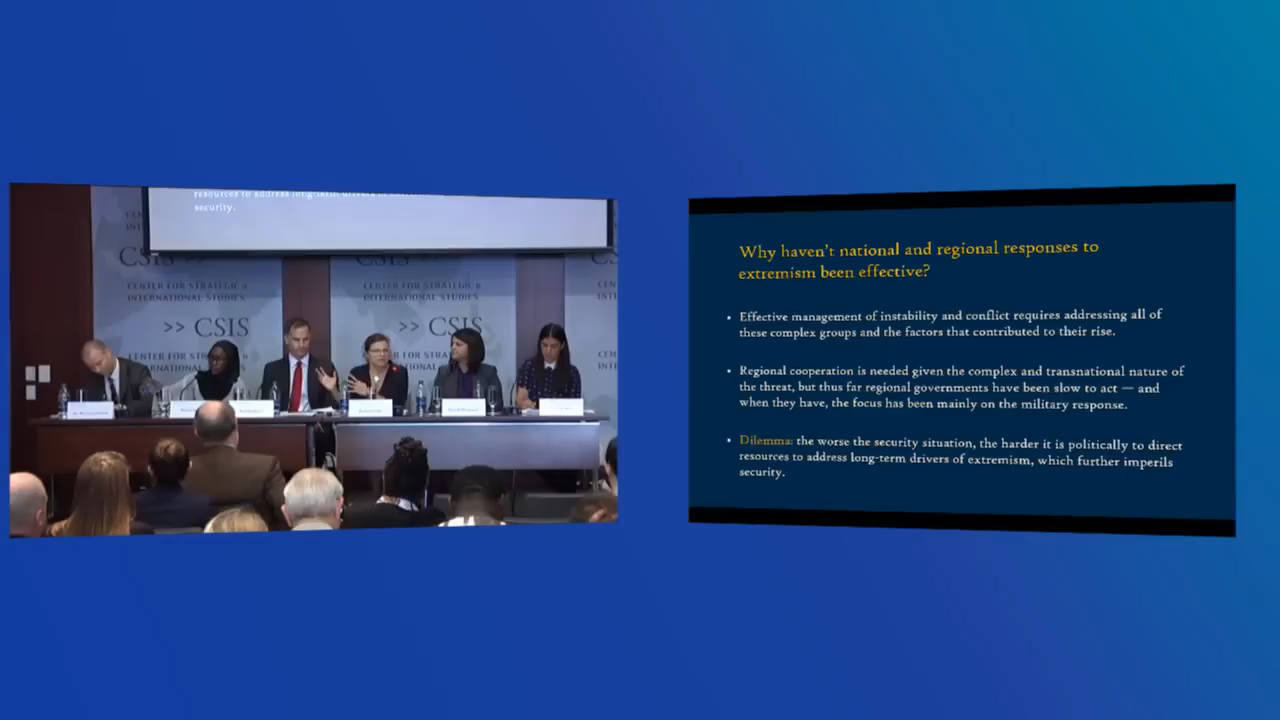 resources to address long-term drivers of
security.
CSIS
CENTER FOR STRATEGIC &
INTERNATIONAL STUDIES
>> CSIS
CENTER FOR STRA
CSIS
CENTER FOR STRATEGIC &
INTERNATIONAL STUDIES
>> CSIS
CENTER FOR STRAT
Why haven't national and regional responses to
extremism been effective?
• Effective management of instability and conflict requires addressing all of
these complex groups and the factors that contributed to their rise.
• Regional cooperation is needed given the complex and transnational nature of
the threat, but thus far regional governments have been slow to act — and
when they have, the focus has been mainly on the military response.
• Dilemma: the worse the security situation, the harder it is politically to direct
resources to address long-term drivers of extremism, which further imperils
security.